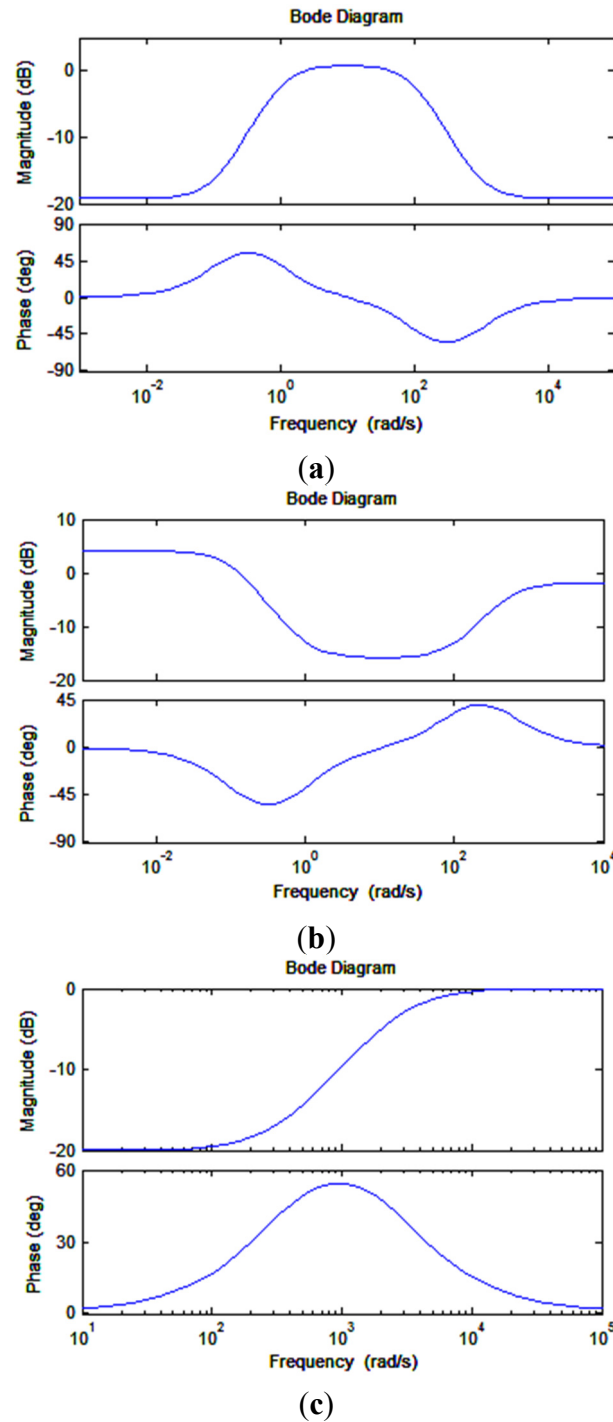 Bode Diagram
Magnitude (dB)
0
-10
-20
Phase (deg)
90
45
0
-45
-90
10^-2 10^0 10^2 10^4
Frequency (rad/s)
(a)
Bode Diagram
Magnitude (dB)
10
0
-10
-20
Phase (deg)
45
0
-45
-90
10^-2 10^0 10^2 10^4
Frequency (rad/s)
(b)
Bode Diagram
Magnitude (dB)
0
-10
-20
Phase (deg)
60
30
0
10^1 10^2 10^3 10^4 10^5
Frequency (rad/s)
(c)